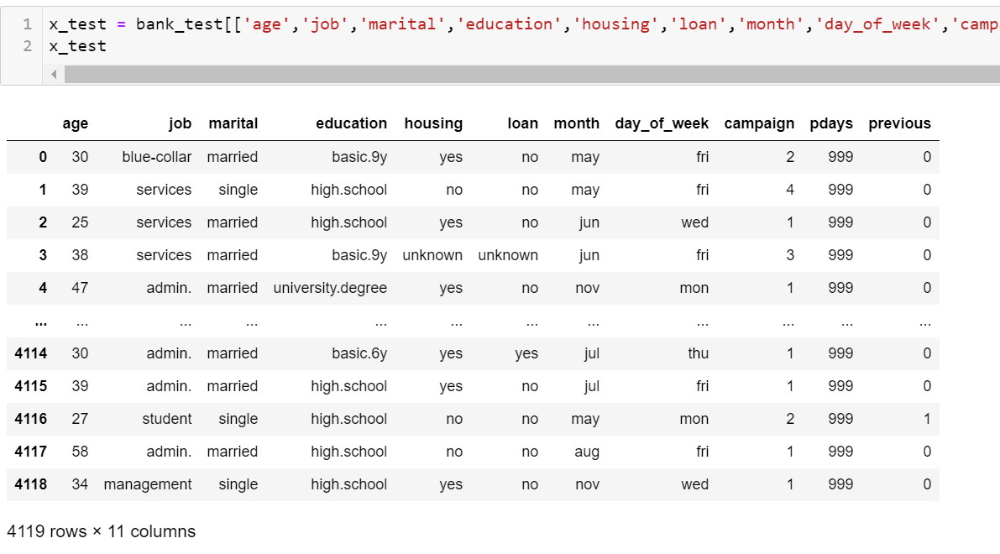 1 x_test = bank_test[['age','job','marital','education','housing','loan','month','day_of_week','camp
2 x_test
age job marital education housing loan month day_of_week campaign pdays previous
0 30 blue-collar married basic.9y yes no may fri 2 999 0
1 39 services single high.school no no may fri 4 999 0
2 25 services married high.school yes no jun wed 1 999 0
3 38 services married basic.9y unknown unknown jun fri 3 999 0
4 47 admin. married university.degree yes no nov mon 1 999 0
... ... ... ... ... ... ... ... ... ... ... ...
4114 30 admin. married basic.6y yes yes jul thu 1 999 0
4115 39 admin. married high.school yes no jul fri 1 999 0
4116 27 student single high.school no no may mon 2 999 1
4117 58 admin. married high.school no no aug fri 1 999 0
4118 34 management single high.school yes no nov wed 1 999 0
4119 rows × 11 columns